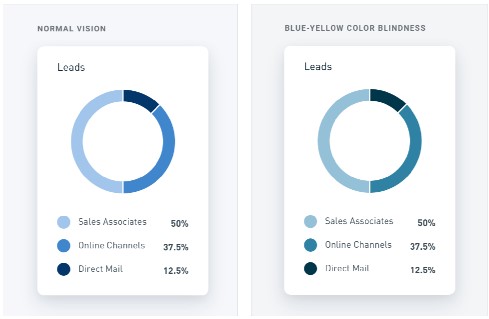 NORMAL VISION
Leads
Sales Associates 50%
Online Channels 37.5%
Direct Mail 12.5%
BLUE-YELLOW COLOR BLINDNESS
Leads
Sales Associates 50%
Online Channels 37.5%
Direct Mail 12.5%